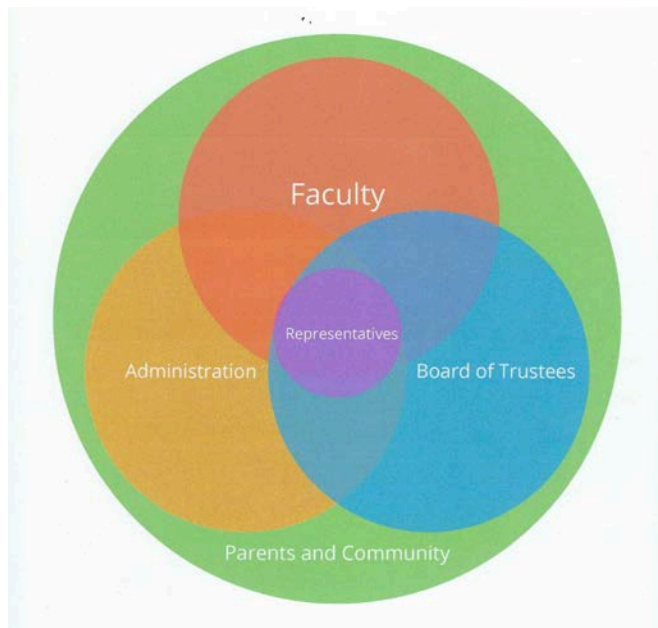 Faculty
Representatives
Administration
Board of Trustees
Parents and Community